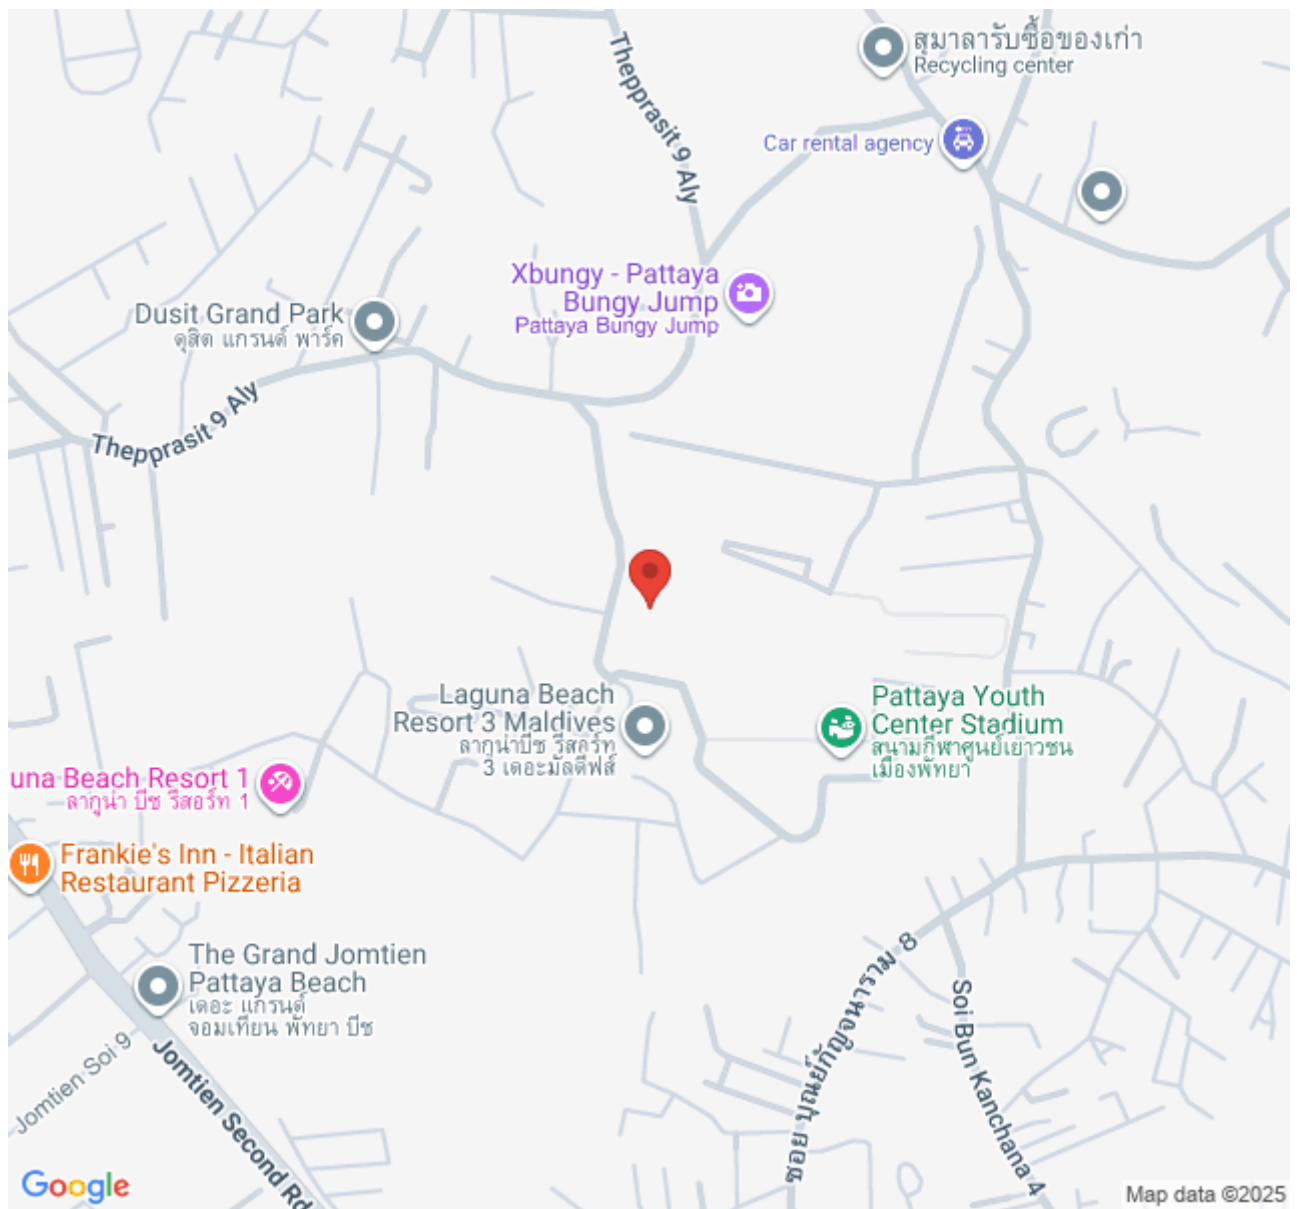 สุมาลารับซื้อของเก่า
Recycling center
Thepprasit 9 Aly
Car rental agency
Xbungy - Pattaya
Bungy Jump
Pattaya Bungy Jump
Dusit Grand Park
ดุสิต แกรนด์ พาร์ค
Thepprasit 9 Aly
Laguna Beach
Resort 3 Maldives
ลากูน่าบีช รีสอร์ท
3 เดอะมัลดีฟส์
Pattaya Youth
Center Stadium
สนามกีฬาศูนย์เยาวชน
เมืองพัทยา
una Beach Resort 1
ลากูน่า บีช รีสอร์ท 1
Frankie's Inn - Italian
Restaurant Pizzeria
The Grand Jomtien
Pattaya Beach
เดอะ แกรนด์
จอมเทียน พัทยา บีช
ซอย บุณย์กัญจนาราม 8
Soi Bun Kanchana 4
Jomtien Soi 9
Jomtien Second Rd
Google
Map data ©2025